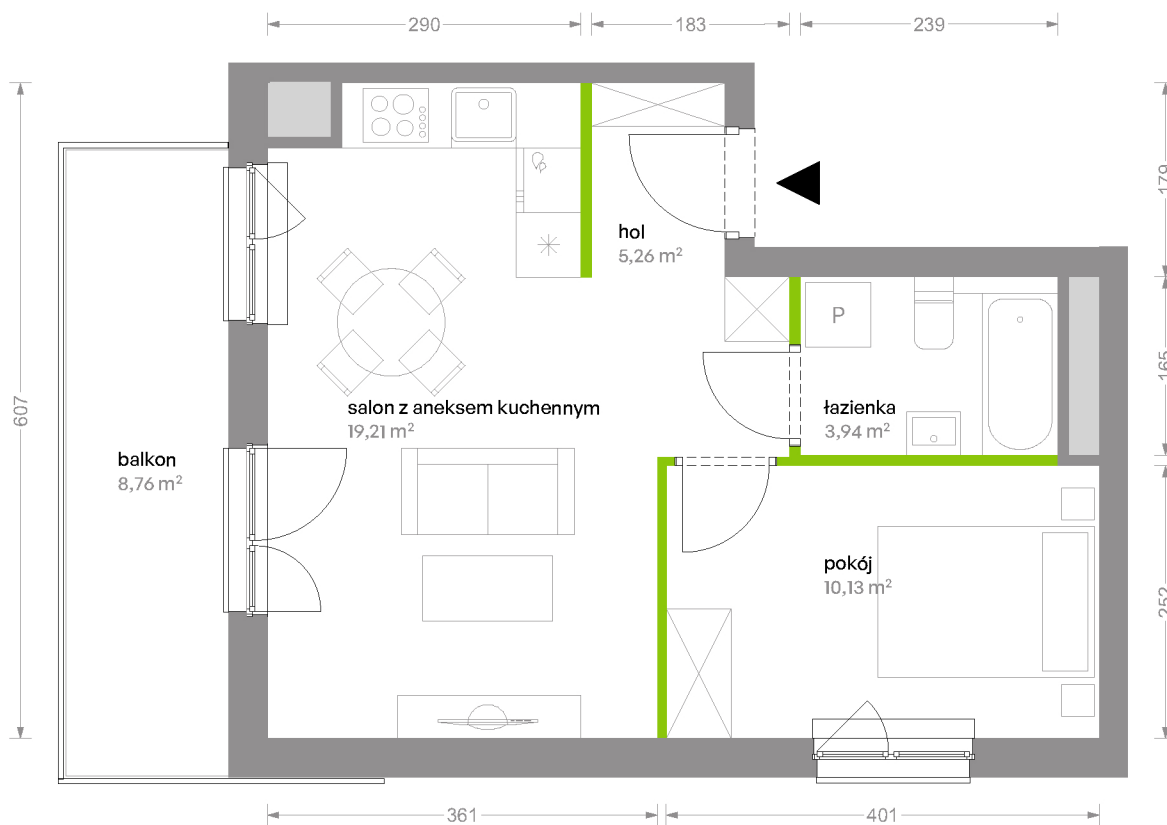 290
183
239
179
hol
5,26 m²
P
165
607
salon z aneksem kuchennym
19,21 m²
łazienka
3,94 m²
balkon
8,76 m²
pokój
10,13 m²
252
361
401